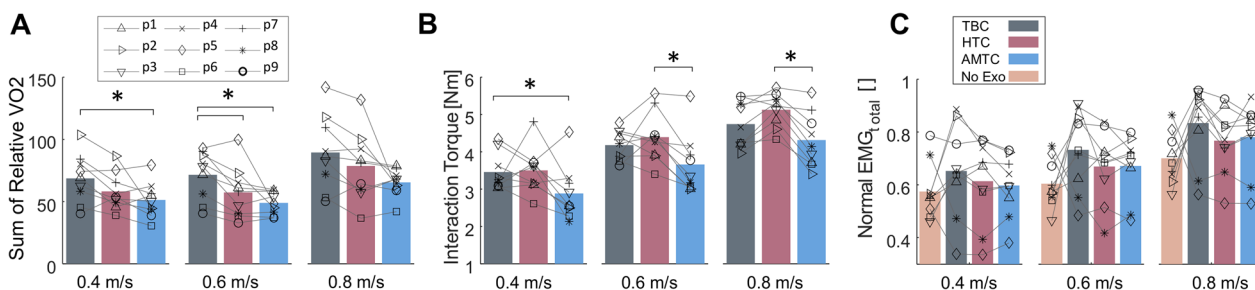 A
p1 p4 p7
p2 p5 p8
p3 p6 p9
Sum of Relative VO2
150
100
50
0
*
*
0.4 m/s 0.6 m/s 0.8 m/s
B
Interaction Torque [Nm]
6
5
4
3
2
1
*
*
*
0.4 m/s 0.6 m/s 0.8 m/s
C
TBC
HTC
AMTC
No Exo
Normal EMG total []
1
0.8
0.6
0.4
0.4 m/s 0.6 m/s 0.8 m/s